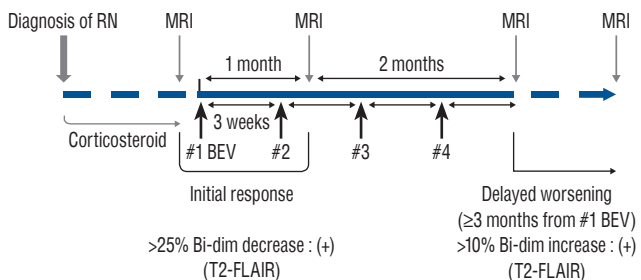 Diagnosis of RN
MRI
MRI
MRI
MRI
1 month
2 months
3 weeks
Corticosteroid
#1 BEV
#2
#3
#4
Initial response
>25% Bi-dim decrease : (+)
(T2-FLAIR)
Delayed worsening
(≥3 months from #1 BEV)
>10% Bi-dim increase : (+)
(T2-FLAIR)